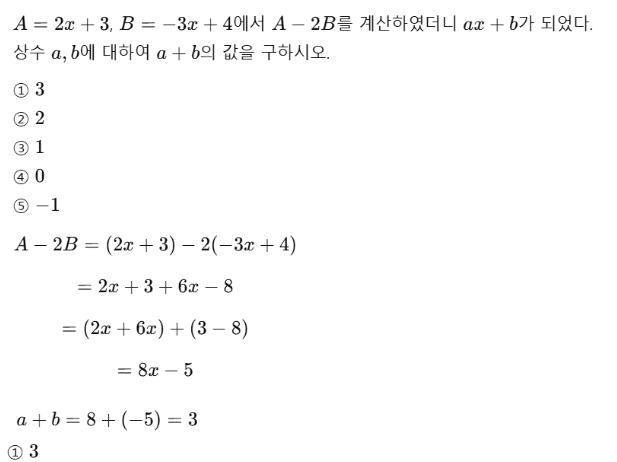 A = 2x + 3, B = −3x + 4에서 A − 2B를 계산하였더니 ax + b가 되었다.
상수 a, b에 대하여 a + b의 값을 구하시오.
① 3
② 2
③ 1
④ 0
⑤ −1
A − 2B = (2x + 3) − 2(−3x + 4)
= 2x + 3 + 6x − 8
= (2x + 6x) + (3 − 8)
= 8x − 5
a + b = 8 + (−5) = 3
① 3